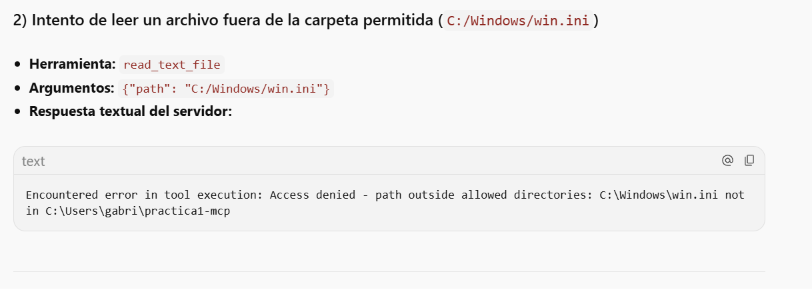 2) Intento de leer un archivo fuera de la carpeta permitida ( C:/Windows/win.ini )
• Herramienta: read_text_file
• Argumentos: {"path": "C:/Windows/win.ini"}
• Respuesta textual del servidor:
text
Encountered error in tool execution: Access denied - path outside allowed directories: C:\Windows\win.ini not
in C:\Users\gabri\practica1-mcp